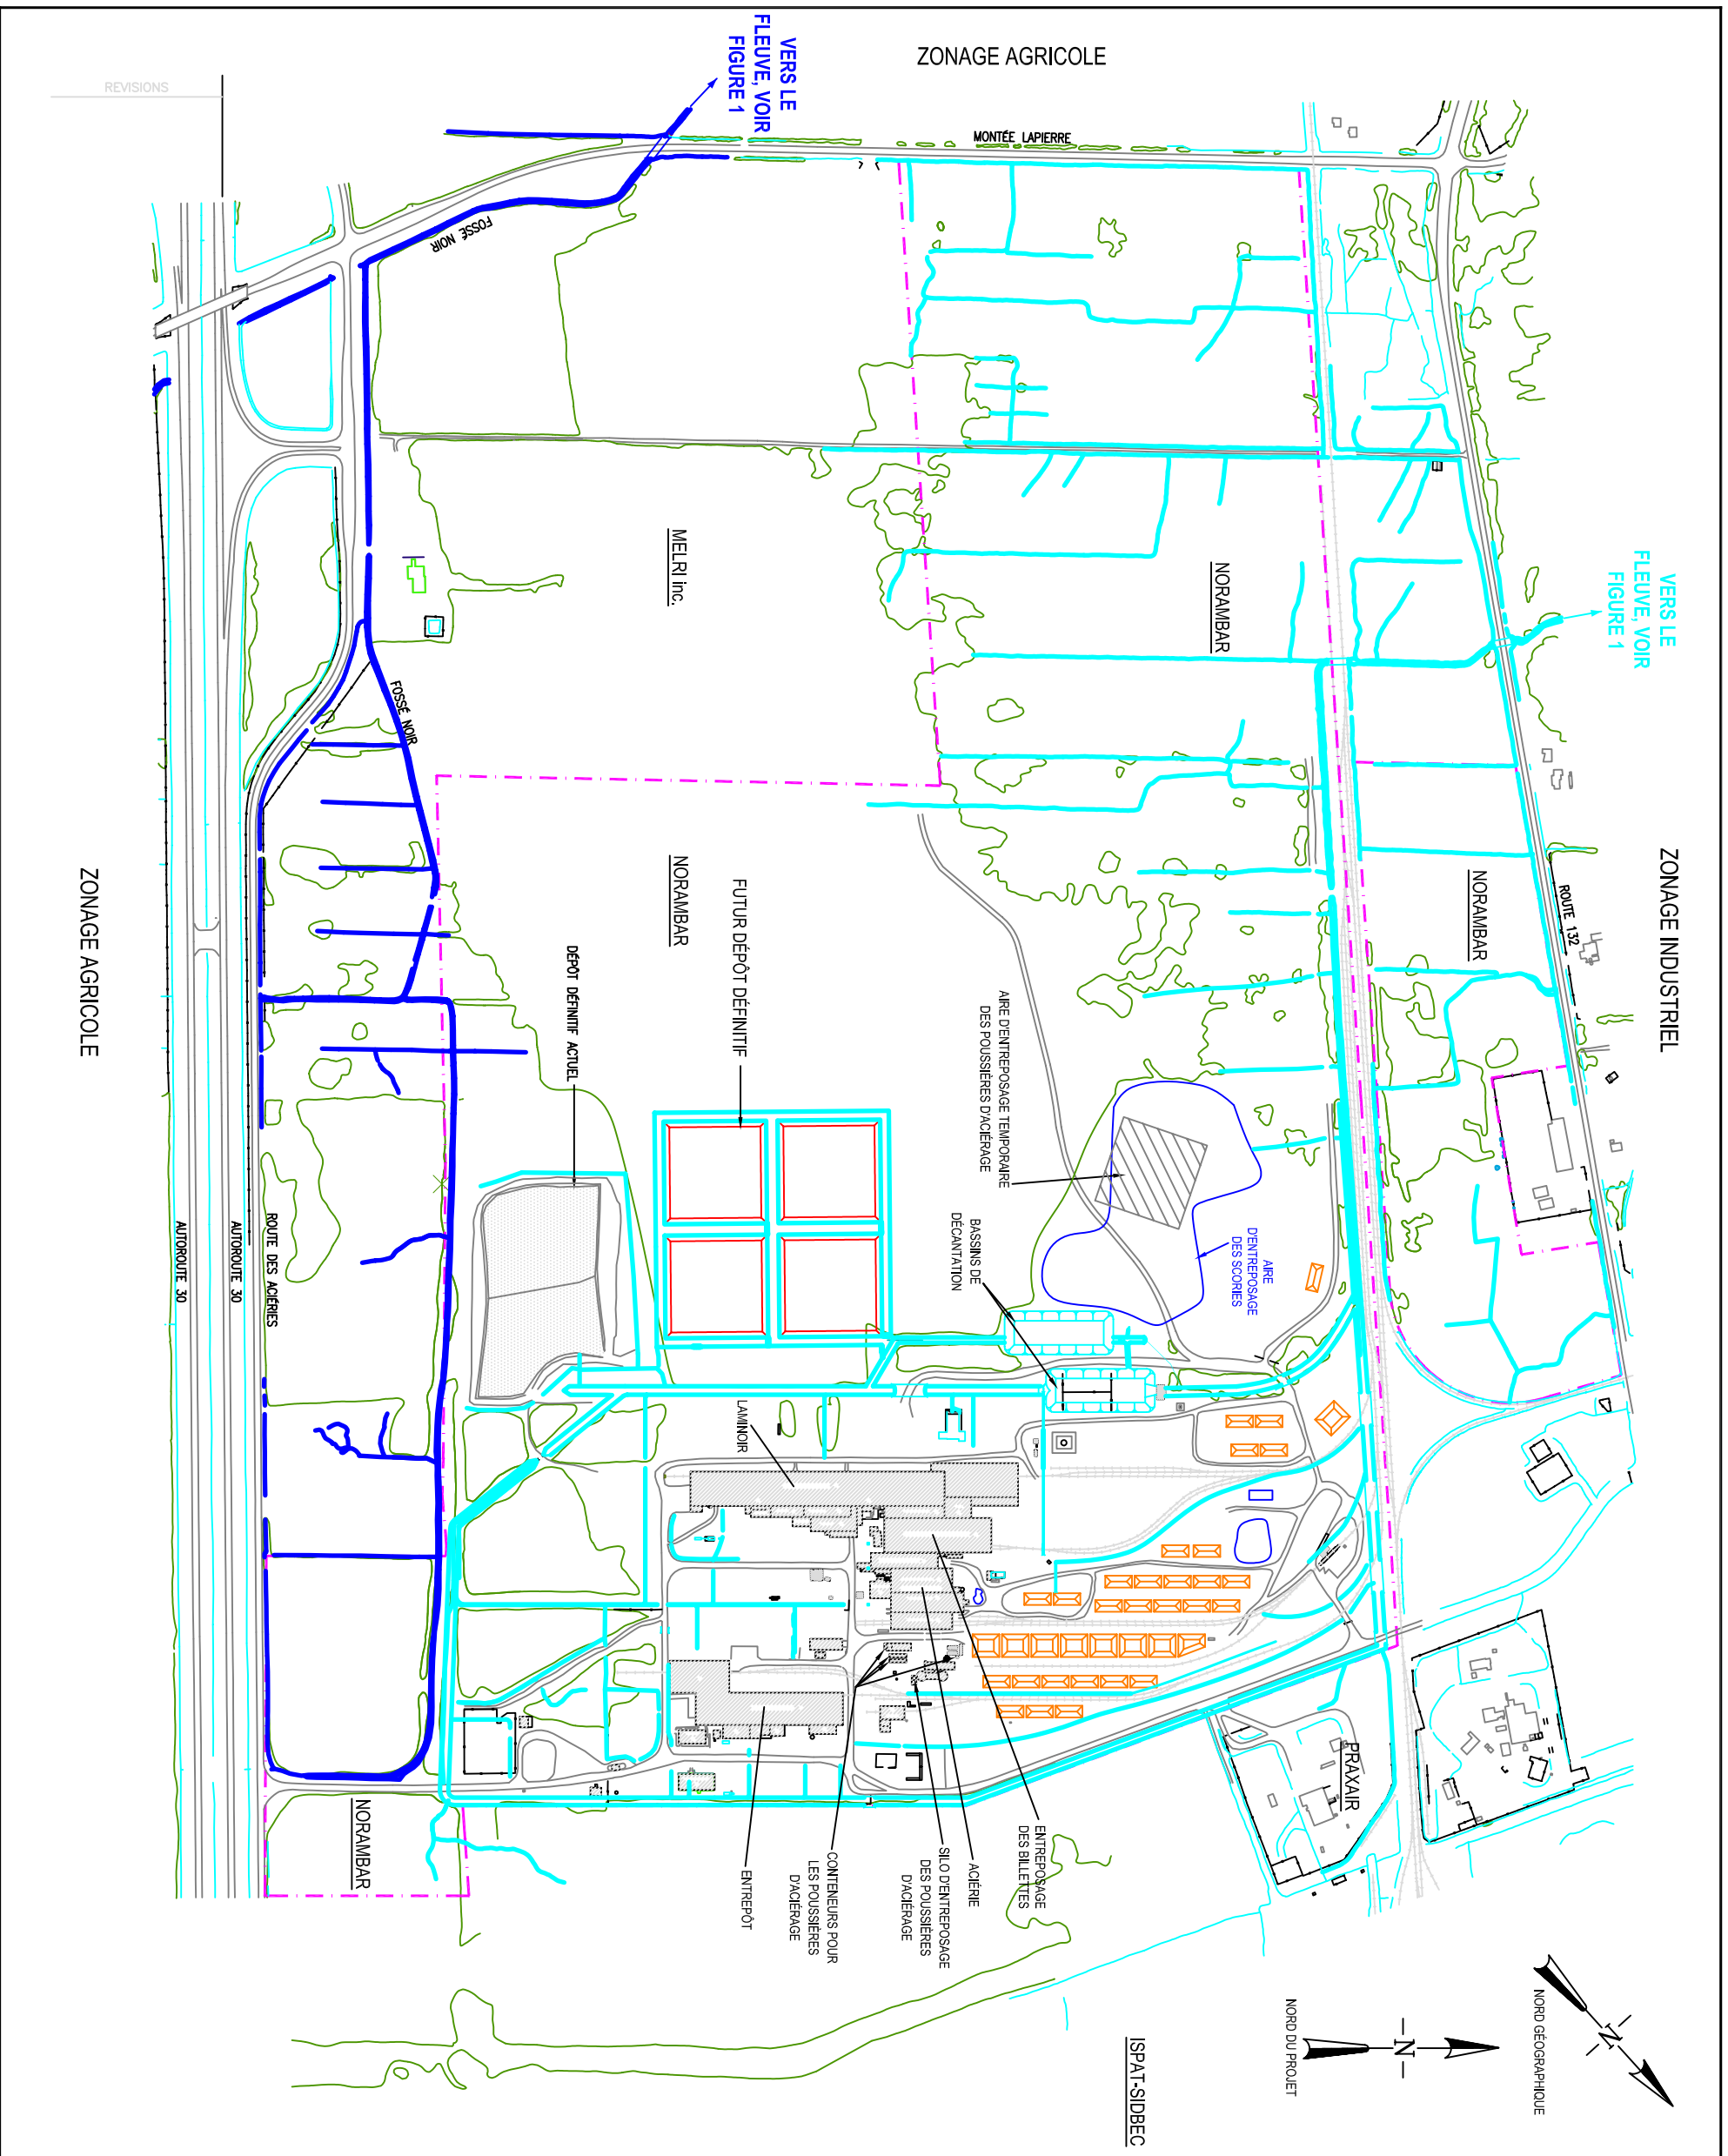 ZONAGE AGRICOLE
VERS LE
FLEUVE, VOIR
FIGURE 1
REVISIONS
MONTÉE LAPIERRE
FOSSÉ NOIR
MELRI inc.
NORAMBAR
VERS LE
FLEUVE, VOIR
FIGURE 1
FOSSÉ NOIR
ZONAGE INDUSTRIEL
NORAMBAR
ROUTE 132
NORAMBAR
FUTUR DÉPÔT DÉFINITIF
DÉPÔT DÉFINITIF ACTUEL
AIRE D'ENTREPOSAGE TEMPORAIRE
DES POUSSIÈRES D'ACIÉRAGE
ZONAGE AGRICOLE
AIRE
D'ENTREPOSAGE
DES SCORIES
BASSINS DE
DÉCANTATION
ROUTE DES ACIÉRIES
AUTOROUTE 30
AUTOROUTE 30
LAMINOIR
PRAXAIR
NORAMBAR
ENTREPOSAGE
DES BILLETTES
ACIÉRIE
SILO D'ENTREPOSAGE
DES POUSSIÈRES
D'ACIÉRAGE
CONTENEURS POUR
LES POUSSIÈRES
D'ACIÉRAGE
ENTREPÔT
N
NORD GÉOGRAPHIQUE
N
NORD DU PROJET
ISPAT-SIDBEC